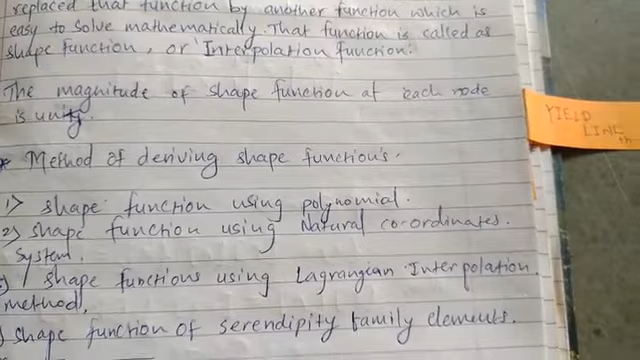 replaced that function by another function which is
easy to solve mathematically. That function is called as
shape function, or Interpolation function.
The magnitude of shape function at each node
is unity.
* Method of deriving shape function's.
1) shape function using polynomial.
2) shape function using Natural co-ordinates.
System.
) shape functions using Lagrangian Interpolation
method.
) shape function of serendipity family elements.
YIELD
LINE
th